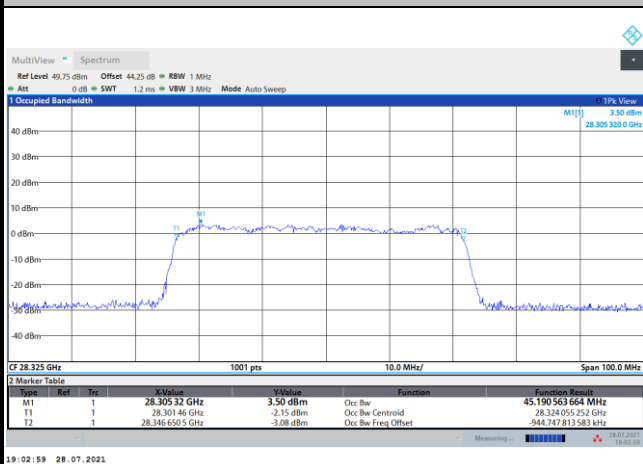 MultiView Spectrum
Ref Level 49.75 dBm Offset 44.25 dB RBW 1 MHz
Att 0 dB SWT 1.2 ms VBW 3 MHz Mode Auto Sweep
1 Occupied Bandwidth 1Pk View
M1[1] 3.50 dBm
28.305 320 0 GHz
40 dBm
30 dBm
20 dBm
10 dBm
M1
T1 T2
0 dBm
-10 dBm
-20 dBm
-30 dBm
-40 dBm
CF 28.325 GHz 1001 pts 10.0 MHz/ Span 100.0 MHz
2 Marker Table
Type Ref Trc X-Value Y-Value Function Function Result
M1 1 28.305 32 GHz 3.50 dBm Occ Bw 45.190 563 664 MHz
T1 1 28.301 46 GHz -2.15 dBm Occ Bw Centroid 28.324 055 252 GHz
T2 1 28.346 650 5 GHz -3.08 dBm Occ Bw Freq Offset -944.747 813 583 kHz
Measuring... 28.07.2021
19:02:59
19:02:59 28.07.2021